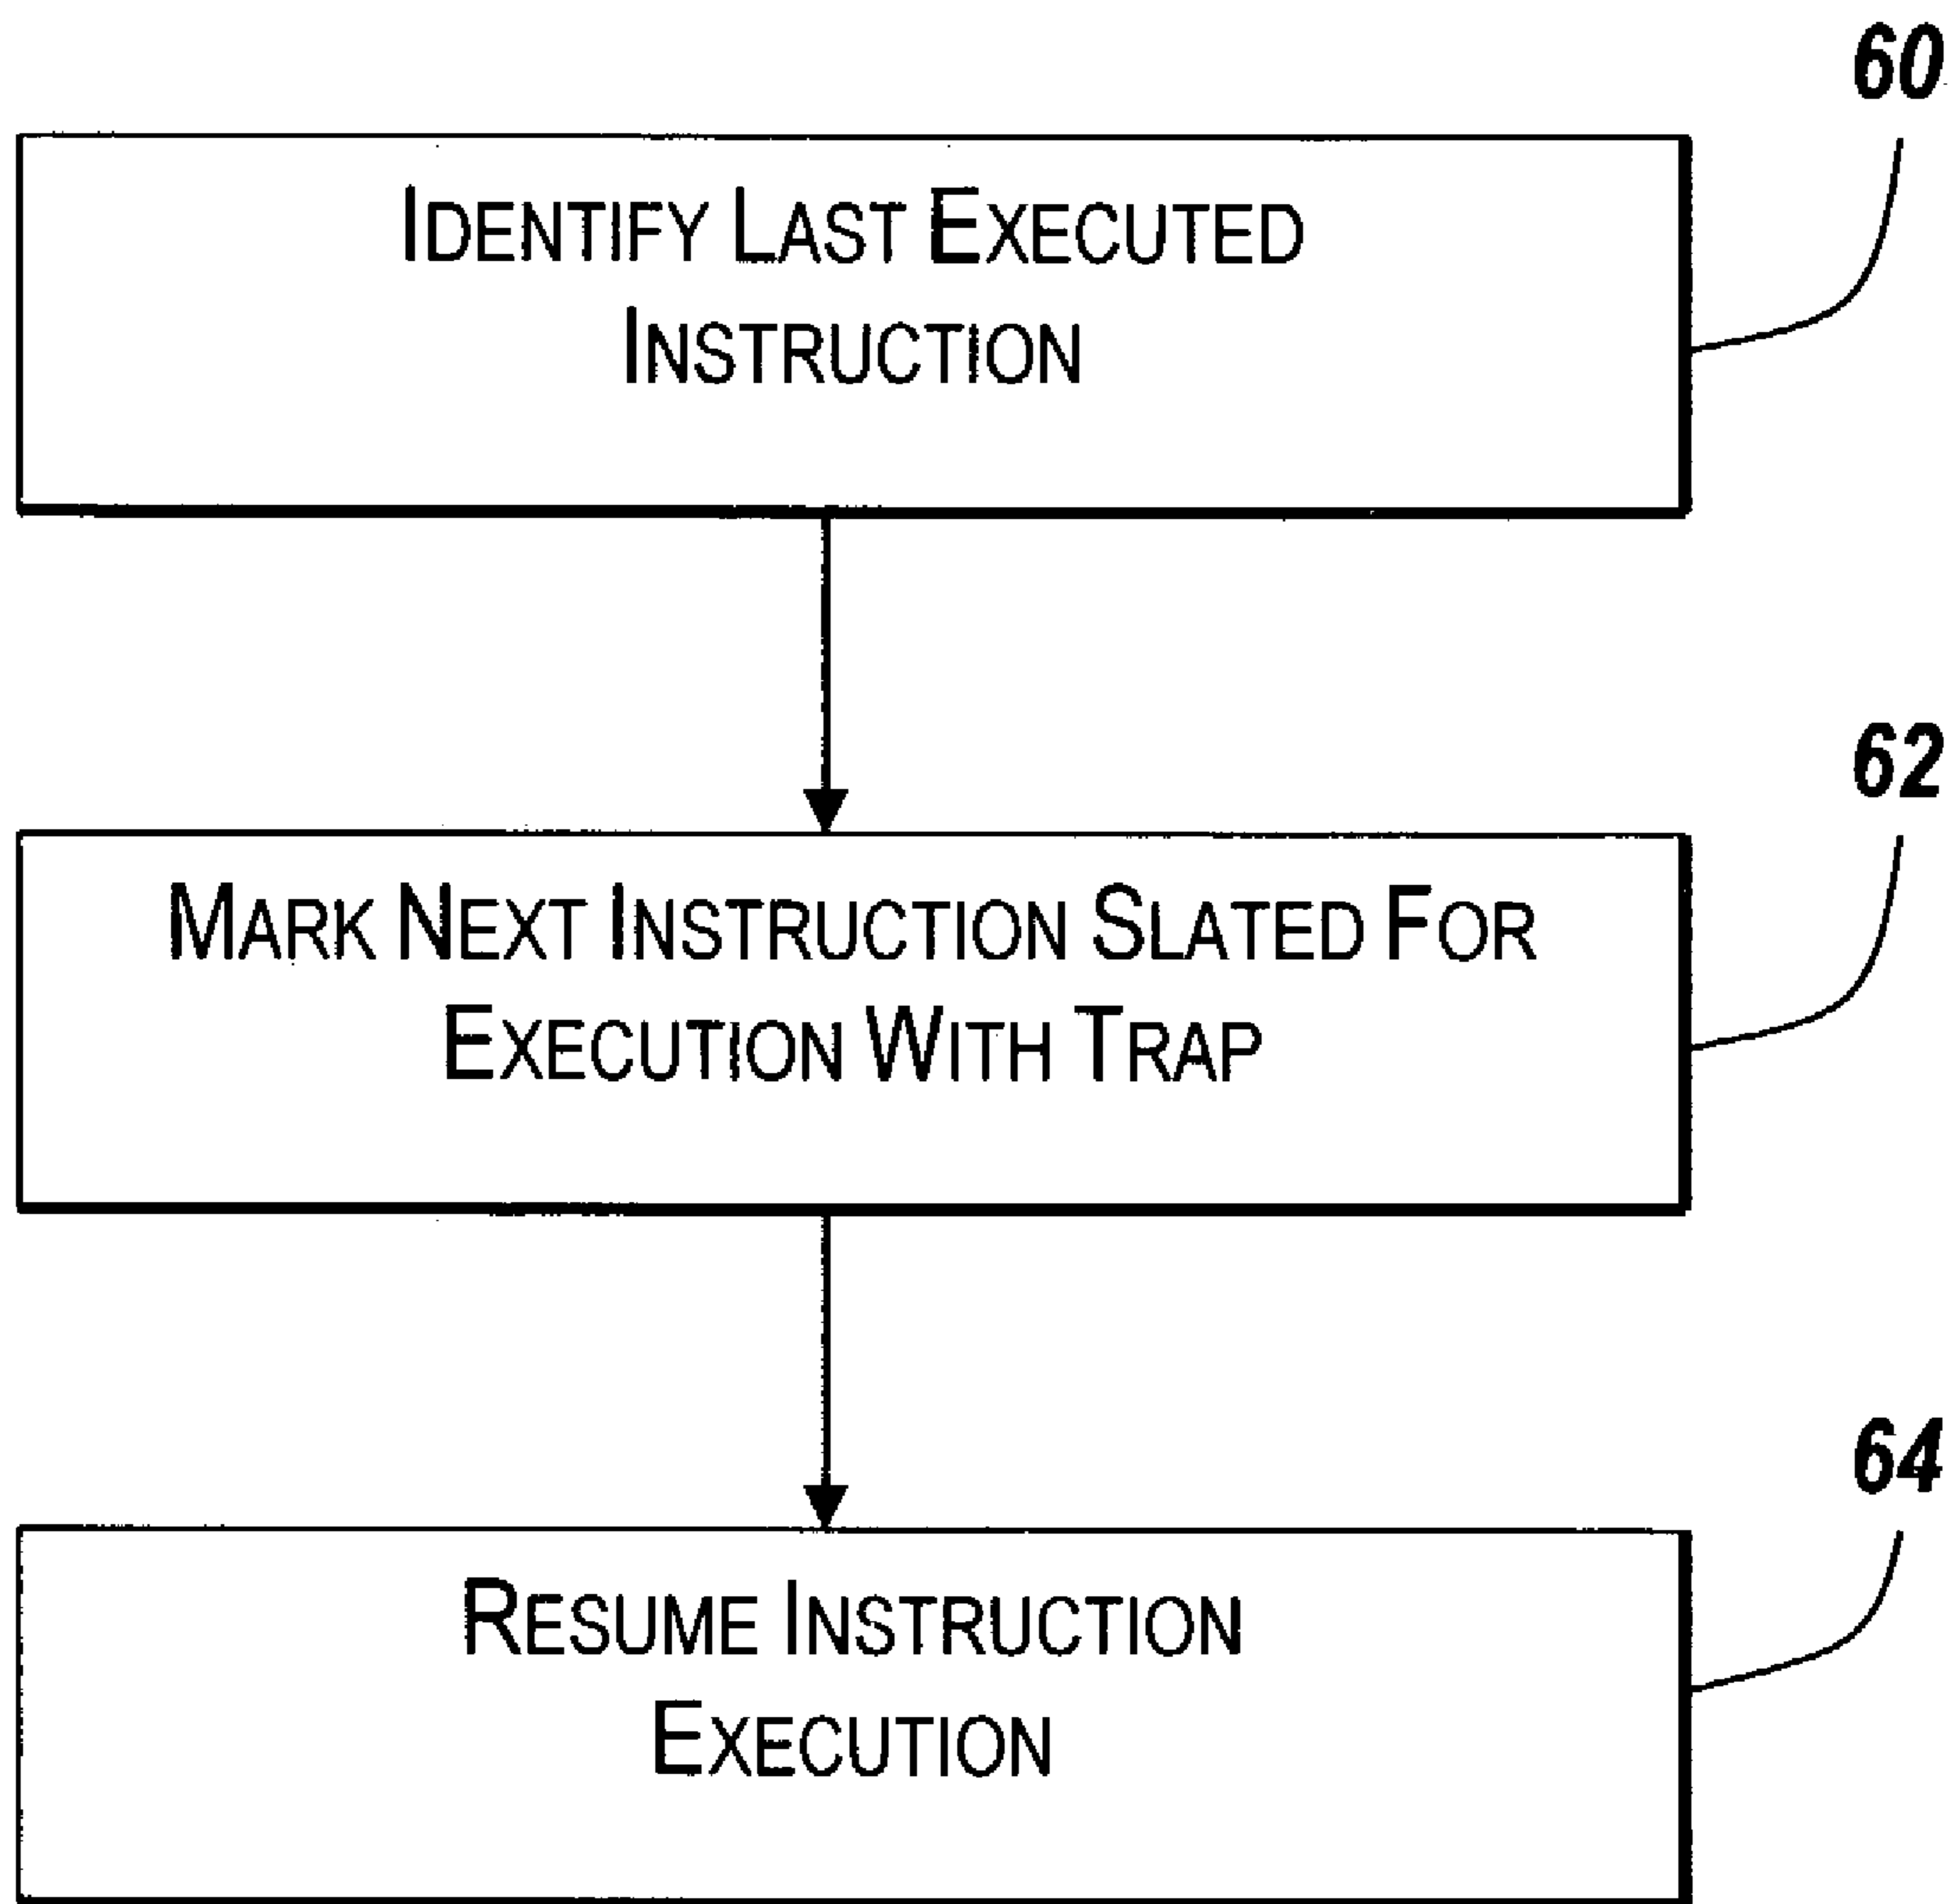 60
IDENTIFY LAST EXECUTED
INSTRUCTION
62
MARK NEXT INSTRUCTION SLATED FOR
EXECUTION WITH TRAP
64
RESUME INSTRUCTION
EXECUTION